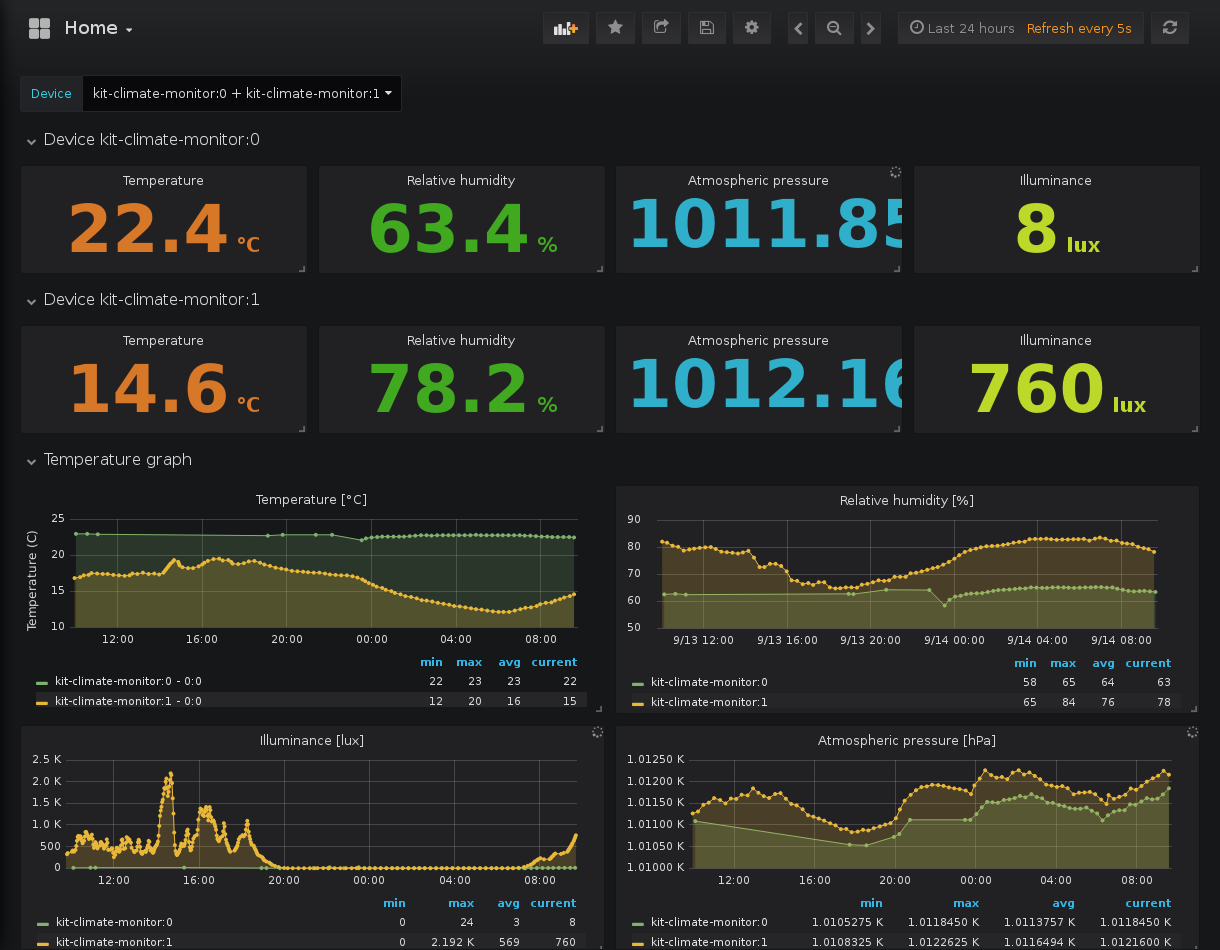 Home
Last 24 hours Refresh every 5s
Device kit-climate-monitor:0 + kit-climate-monitor:1
Device kit-climate-monitor:0
Temperature Relative humidity Atmospheric pressure Illuminance
22.4 °C 63.4 % 1011.85 8 lux
Device kit-climate-monitor:1
Temperature Relative humidity Atmospheric pressure Illuminance
14.6 °C 78.2 % 1012.16 760 lux
Temperature graph
Temperature [°C]
Temperature (C)
25
20
15
10
12:00 16:00 20:00 00:00 04:00 08:00
min max avg current
kit-climate-monitor:0 - 0:0 22 23 23 22
kit-climate-monitor:1 - 0:0 12 20 16 15
Relative humidity [%]
90
80
70
60
50
9/13 12:00 9/13 16:00 9/13 20:00 9/14 00:00 9/14 04:00 9/14 08:00
min max avg current
kit-climate-monitor:0 58 65 64 63
kit-climate-monitor:1 65 84 76 78
Illuminance [lux]
2.5 K
2.0 K
1.5 K
1.0 K
500
0
12:00 16:00 20:00 00:00 04:00 08:00
min max avg current
kit-climate-monitor:0 0 24 3 8
kit-climate-monitor:1 0 2.192 K 569 760
Atmospheric pressure [hPa]
1.01250 K
1.01200 K
1.01150 K
1.01100 K
1.01050 K
1.01000 K
12:00 16:00 20:00 00:00 04:00 08:00
min max avg current
kit-climate-monitor:0 1.0105275 K 1.0118450 K 1.0113757 K 1.0118450 K
kit-climate-monitor:1 1.0108325 K 1.0122625 K 1.0116494 K 1.0121600 K